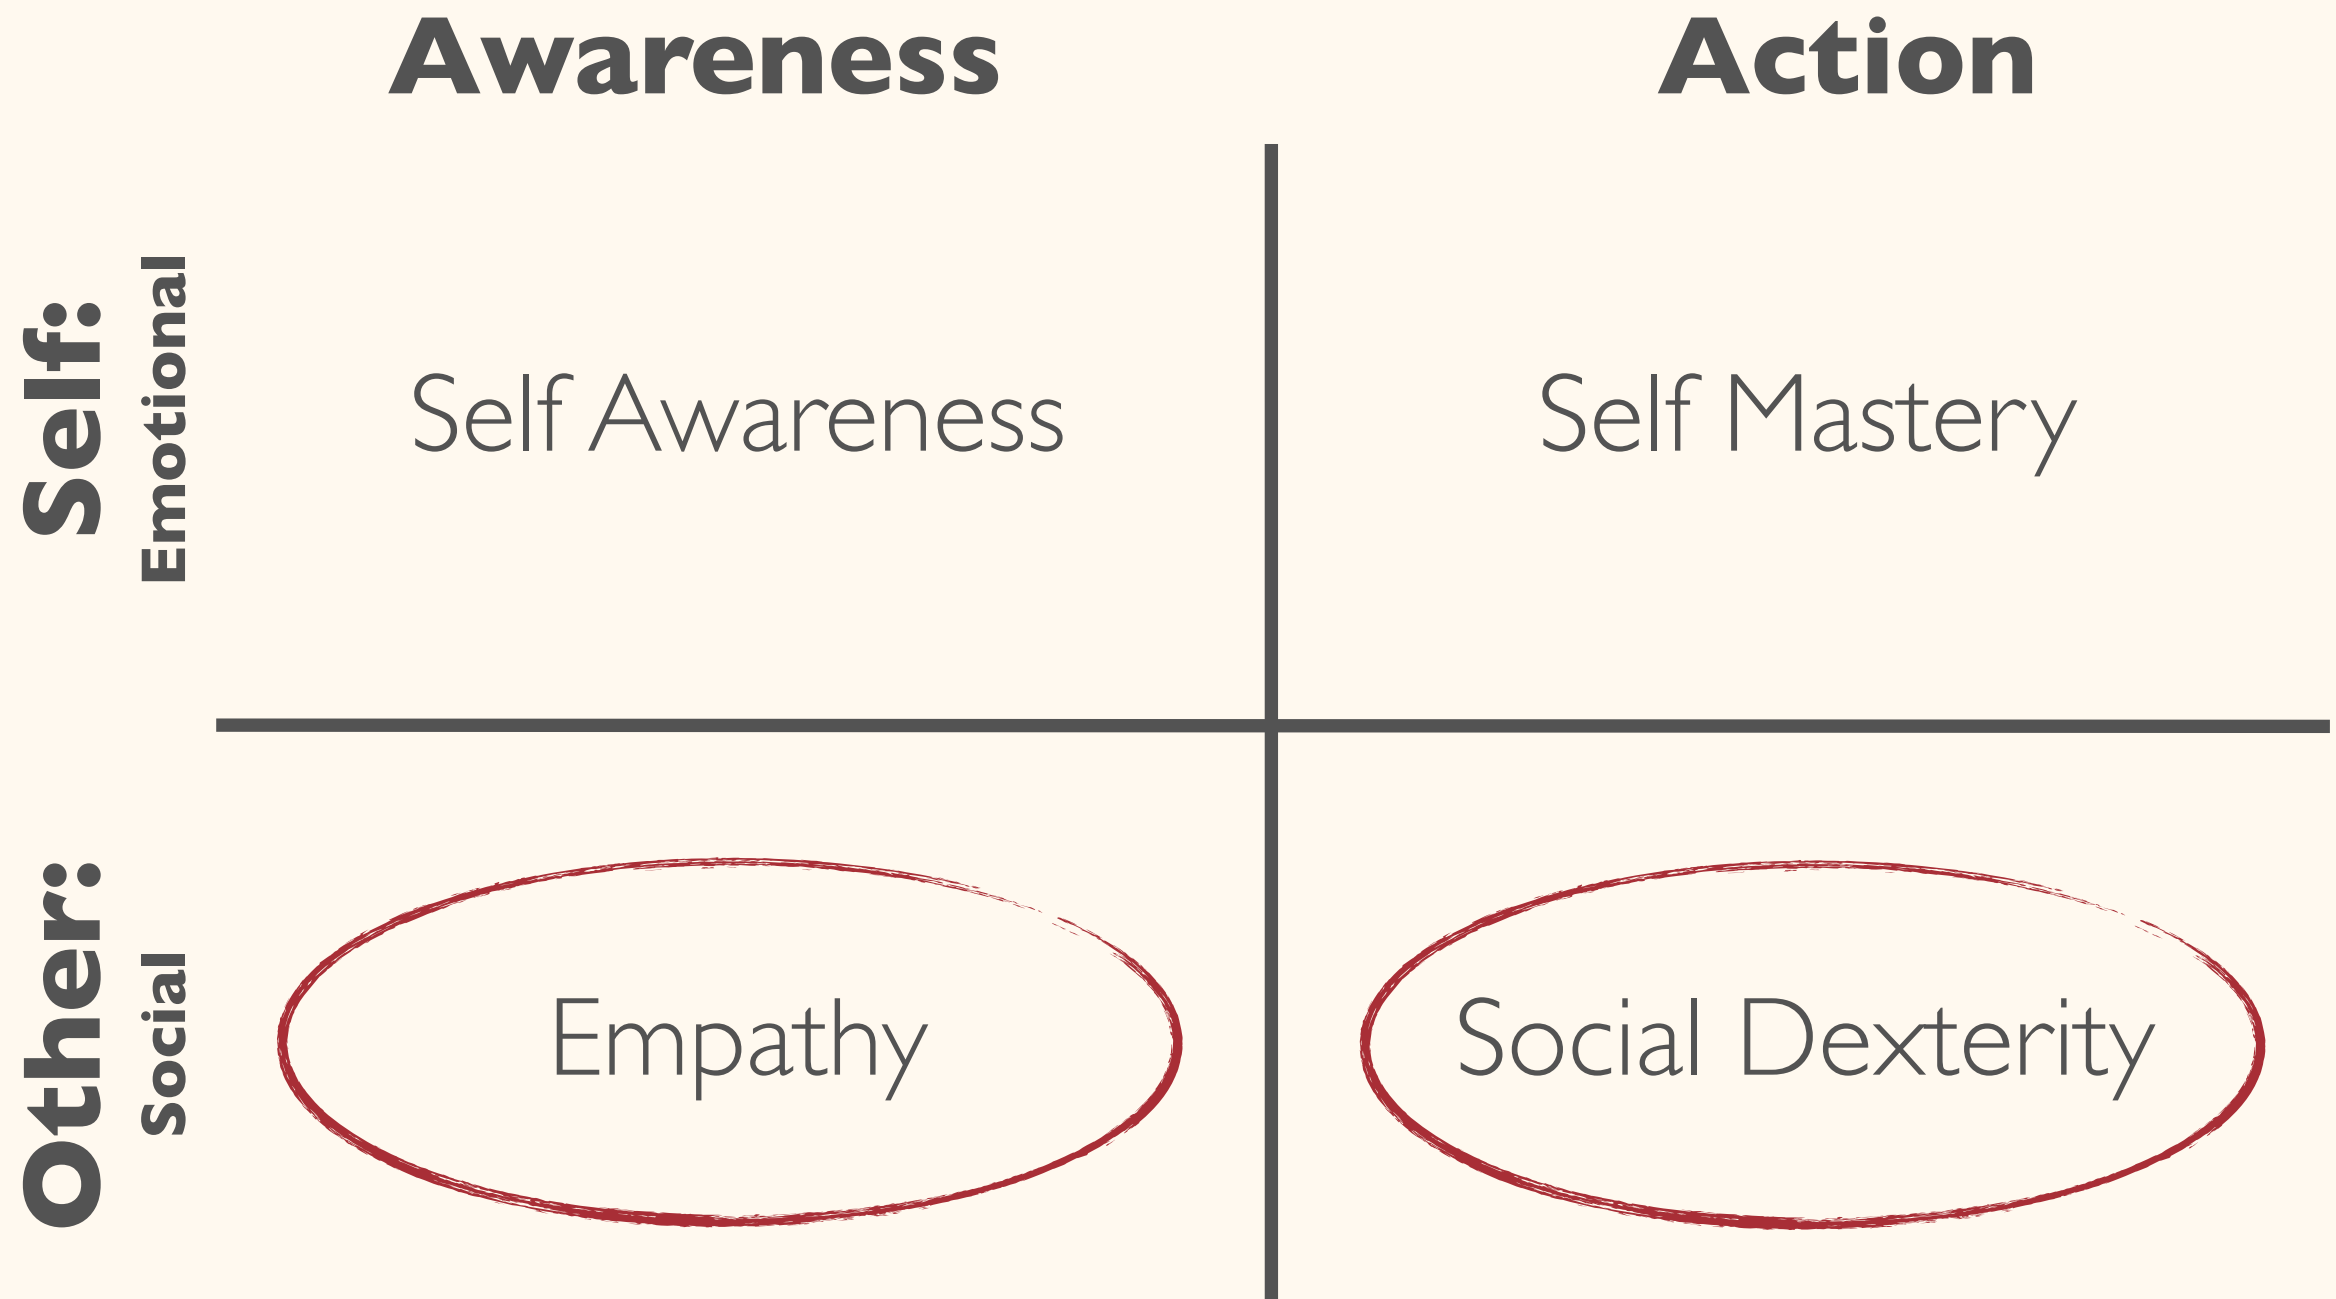 Awareness
Action
Self:
Emotional
Self Awareness
Self Mastery
Other:
Social
Empathy
Social Dexterity